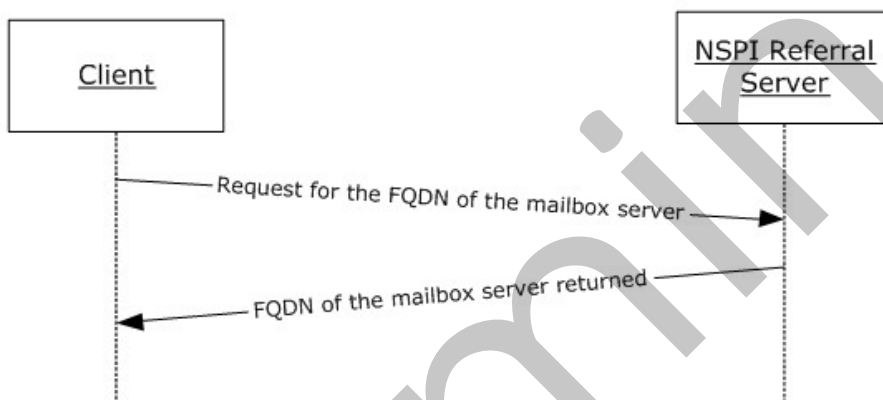 Client
NSPI Referral
Server
Request for the FQDN of the mailbox server
FQDN of the mailbox server returned